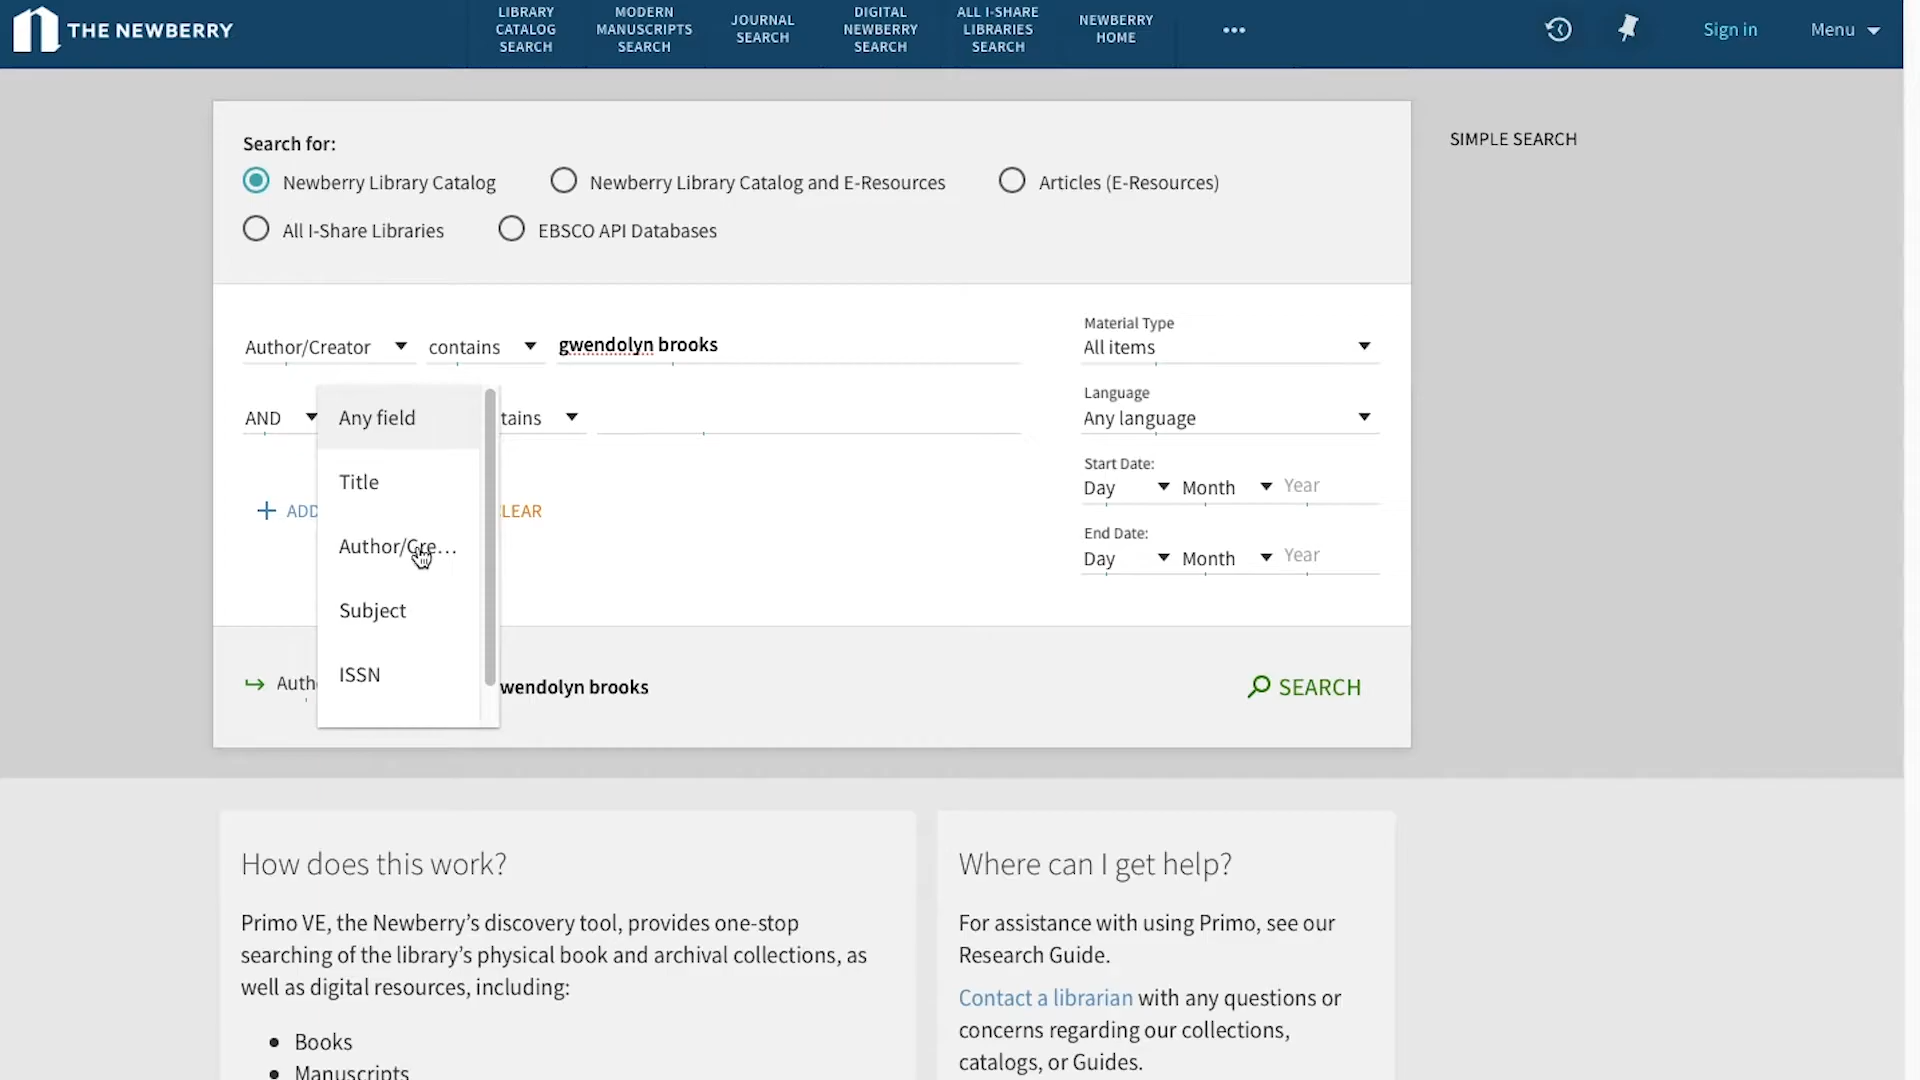 THE NEWBERRY
LIBRARY
CATALOG
SEARCH
MODERN
MANUSCRIPTS
SEARCH
JOURNAL
SEARCH
DIGITAL
NEWBERRY
SEARCH
ALL I-SHARE
LIBRARIES
SEARCH
NEWBERRY
HOME
Sign in
Menu
SIMPLE SEARCH
Search for:
Newberry Library Catalog
Newberry Library Catalog and E-Resources
Articles (E-Resources)
All I-Share Libraries
EBSCO API Databases
Author/Creator
contains
gwendolyn brooks
AND
Any field
tains
Title
ADD
LEAR
Author/Cre...
Subject
ISSN
Auth
wendolyn brooks
Material Type
All items
Language
Any language
Start Date:
Day Month Year
End Date:
Day Month Year
SEARCH
How does this work?
Primo VE, the Newberry’s discovery tool, provides one-stop
searching of the library’s physical book and archival collections, as
well as digital resources, including:
• Books
• Manuscripts
Where can I get help?
For assistance with using Primo, see our
Research Guide.
Contact a librarian with any questions or
concerns regarding our collections,
catalogs, or Guides.